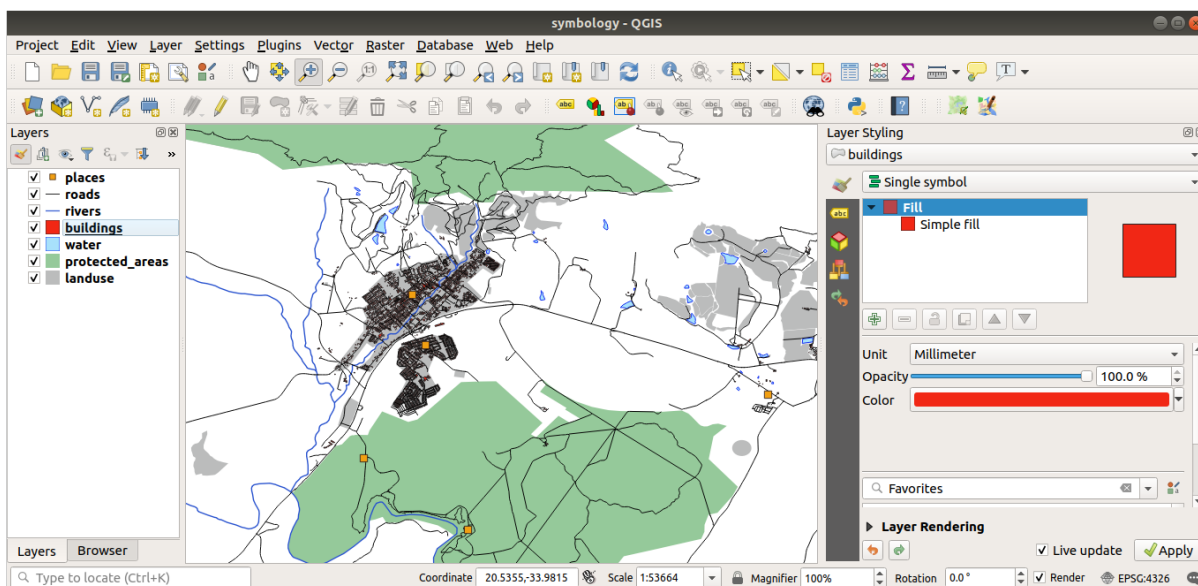 symbology - QGIS
Project Edit View Layer Settings Plugins Vector Raster Database Web Help
Layers
places
roads
rivers
buildings
water
protected_areas
landuse
Layers Browser
Layer Styling
buildings
Single symbol
Fill
Simple fill
Unit Millimeter
Opacity 100.0 %
Color
Favorites
Layer Rendering
Live update Apply
Type to locate (Ctrl+K) Coordinate 20.5355,-33.9815 Scale 1:53664 Magnifier 100% Rotation 0.0° Render EPSG:4326